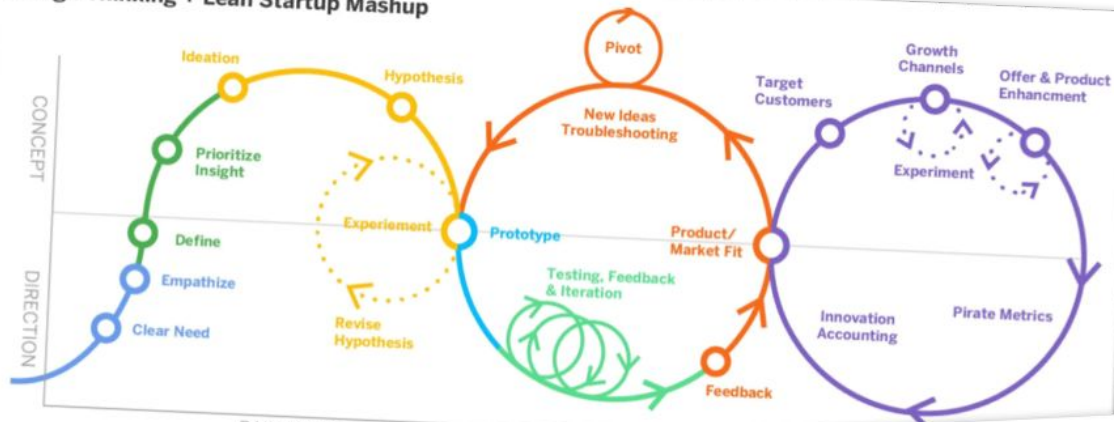 Lean Startup Mashup
Ideation
Hypothesis
Pivot
Growth
Channels
Target
Customers
Offer & Product
Enhancment
CONCEPT
New Ideas
Troubleshooting
Prioritize
Insight
Experiment
Experiement
Define
Prototype
Product/
Market Fit
Empathize
Testing, Feedback
& Iteration
DIRECTION
Clear Need
Revise
Hypothesis
Innovation
Accounting
Pirate Metrics
Feedback